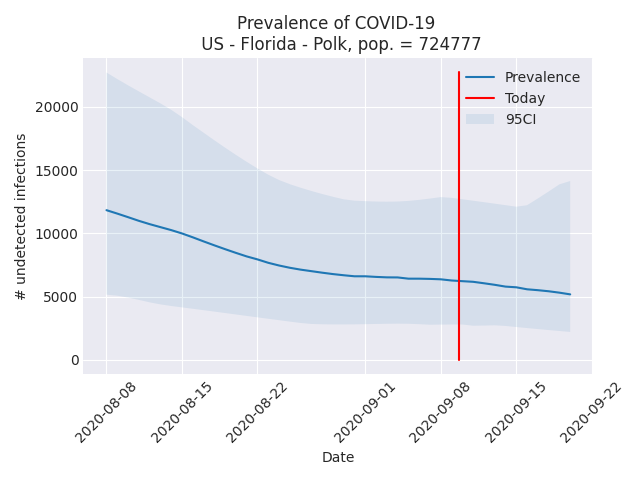 Prevalence of COVID-19
US - Florida - Polk, pop. = 724777
Prevalence
Today
95CI
# undetected infections
20000
15000
10000
5000
0
2020-08-08
2020-08-15
2020-08-22
2020-09-01
2020-09-08
2020-09-15
2020-09-22
Date